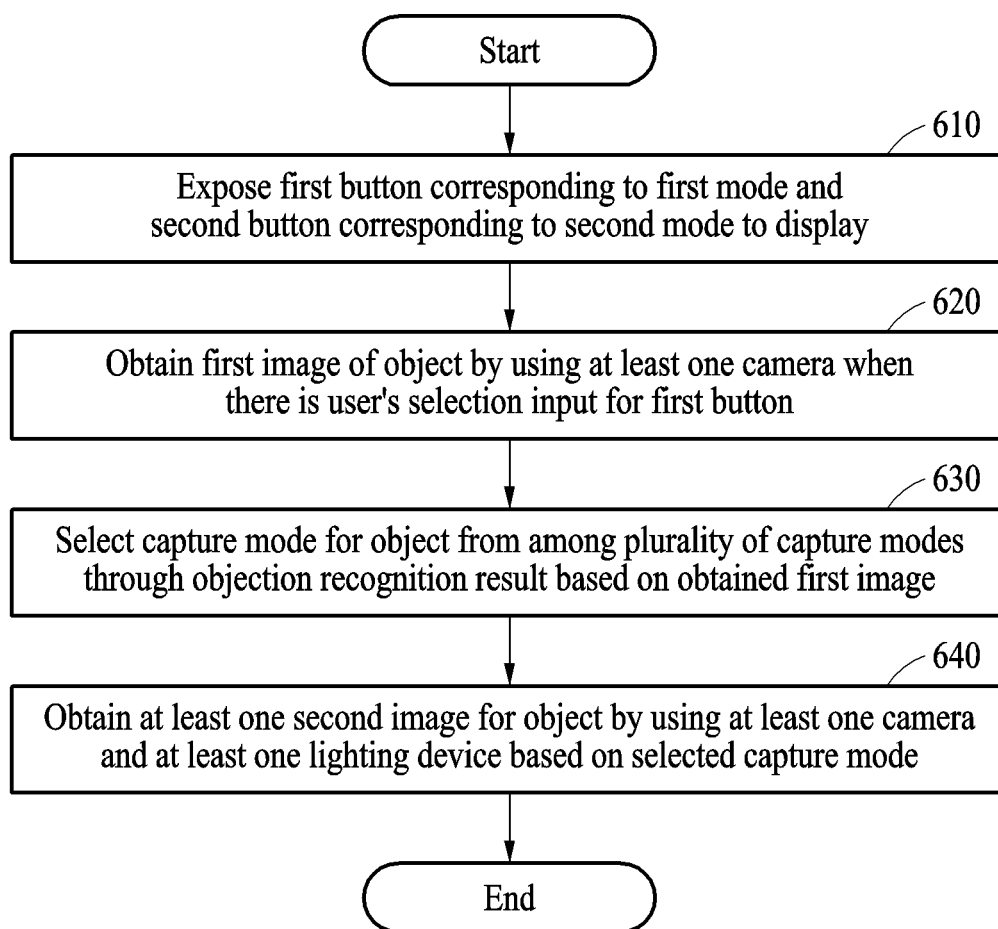 Start
610
Expose first button corresponding to first mode and
second button corresponding to second mode to display
620
Obtain first image of object by using at least one camera when
there is user's selection input for first button
630
Select capture mode for object from among plurality of capture modes
through objection recognition result based on obtained first image
640
Obtain at least one second image for object by using at least one camera
and at least one lighting device based on selected capture mode
End